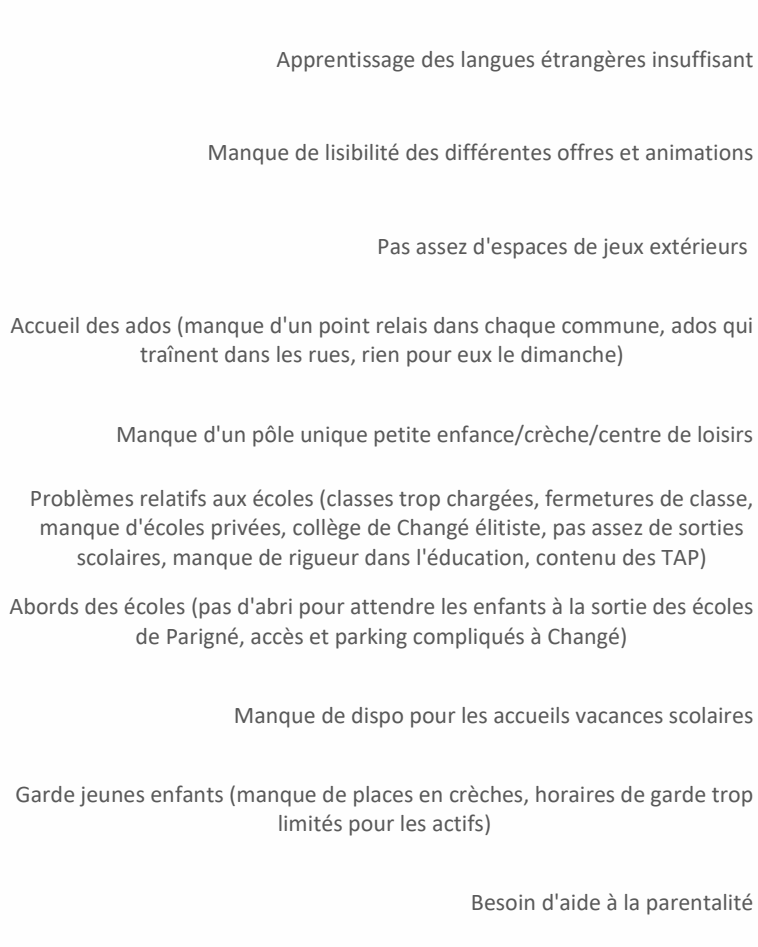 Apprentissage des langues étrangères insuffisant
Manque de lisibilité des différentes offres et animations
Pas assez d'espaces de jeux extérieurs
Accueil des ados (manque d'un point relais dans chaque commune, ados qui
traînent dans les rues, rien pour eux le dimanche)
Manque d'un pôle unique petite enfance/crèche/centre de loisirs
Problèmes relatifs aux écoles (classes trop chargées, fermetures de classe,
manque d'écoles privées, collège de Changé élitiste, pas assez de sorties
scolaires, manque de rigueur dans l'éducation, contenu des TAP)
Abords des écoles (pas d'abri pour attendre les enfants à la sortie des écoles
de Parigné, accès et parking compliqués à Changé)
Manque de dispo pour les accueils vacances scolaires
Garde jeunes enfants (manque de places en crèches, horaires de garde trop
limités pour les actifs)
Besoin d'aide à la parentalité